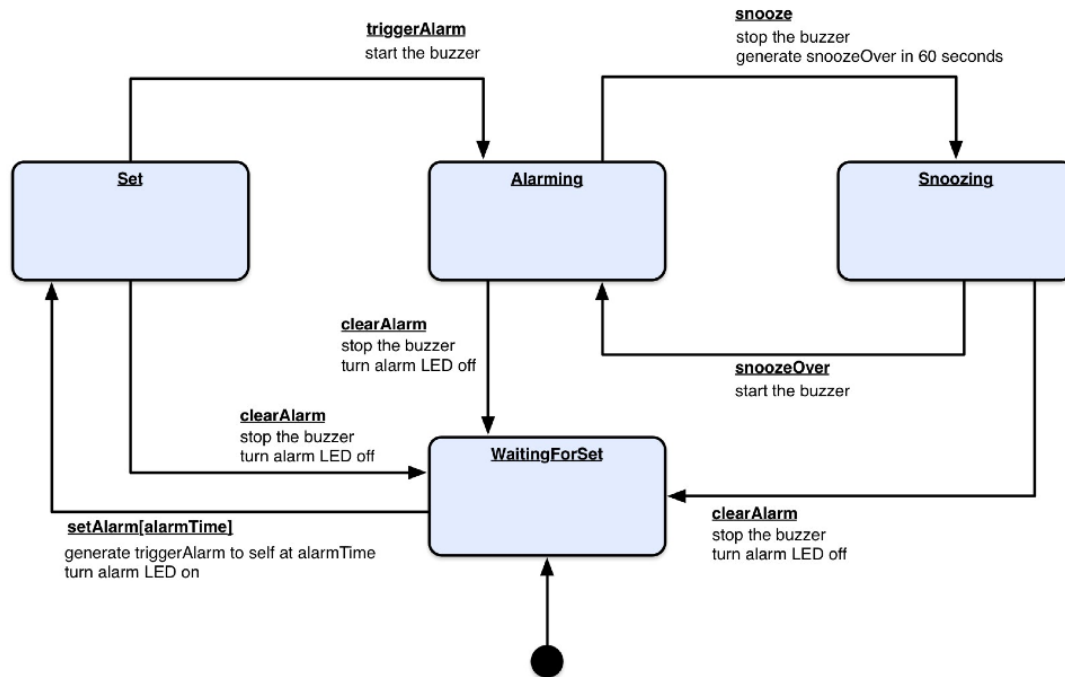 triggerAlarm
start the buzzer
snooze
stop the buzzer
generate snoozeOver in 60 seconds
Set
Alarming
Snoozing
clearAlarm
stop the buzzer
turn alarm LED off
snoozeOver
start the buzzer
clearAlarm
stop the buzzer
turn alarm LED off
WaitingForSet
setAlarm[alarmTime]
generate triggerAlarm to self at alarmTime
turn alarm LED on
clearAlarm
stop the buzzer
turn alarm LED off